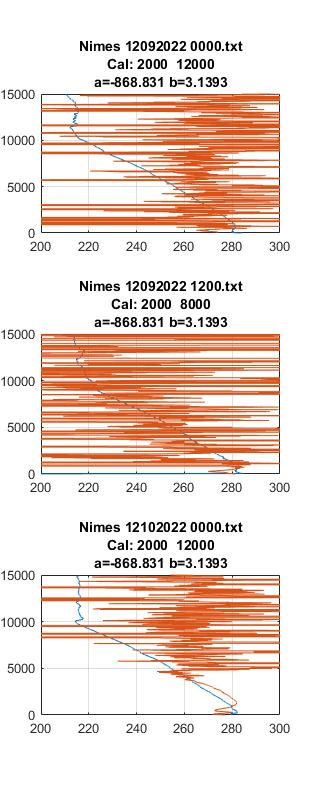 Nimes 12092022 0000.txt
Cal: 2000  12000
a=-868.831 b=3.1393
15000
10000
5000
0
200 220 240 260 280 300
Nimes 12092022 1200.txt
Cal: 2000  8000
a=-868.831 b=3.1393
15000
10000
5000
0
200 220 240 260 280 300
Nimes 12102022 0000.txt
Cal: 2000  12000
a=-868.831 b=3.1393
15000
10000
5000
0
200 220 240 260 280 300